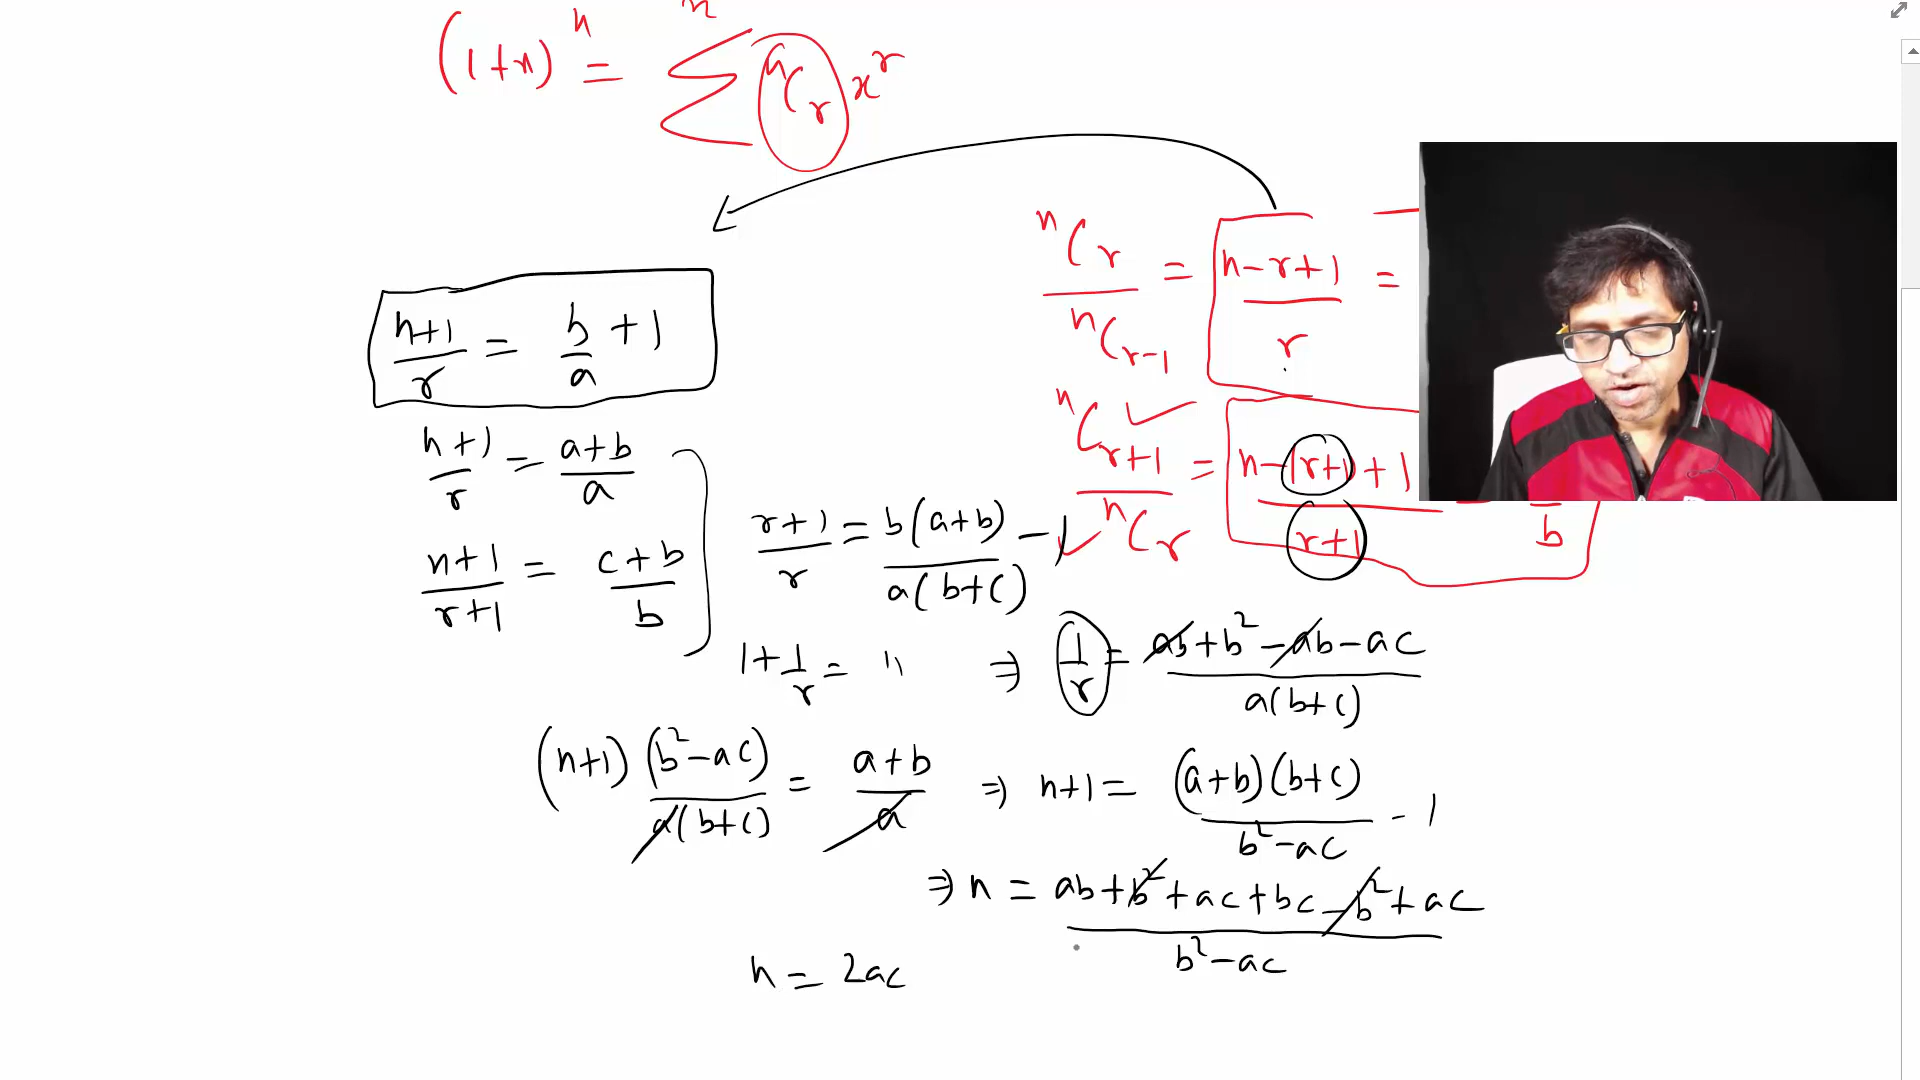 (1+x)^n = Σ^n nCr x^r
nCr / nCr-1 = (n-r+1) / r =
(n+1)/r = b/a + 1
nCr+1 / nCr = (n-(r+1)+1) / (r+1) = / b
(n+1)/r = (a+b)/a
(n+1)/(r+1) = (c+b)/b
(r+1)/r = b(a+b) / a(b+c) - 1
1 + 1/r = "  ⇒ 1/r = (ab+b²-ab-ac) / a(b+c)
(n+1) (b²-ac) / a(b+c) = (a+b)/a ⇒ n+1 = (a+b)(b+c) / (b²-ac) - 1
⇒ n = (ab+b²+ac+bc-b²+ac) / (b²-ac)
n = 2ac